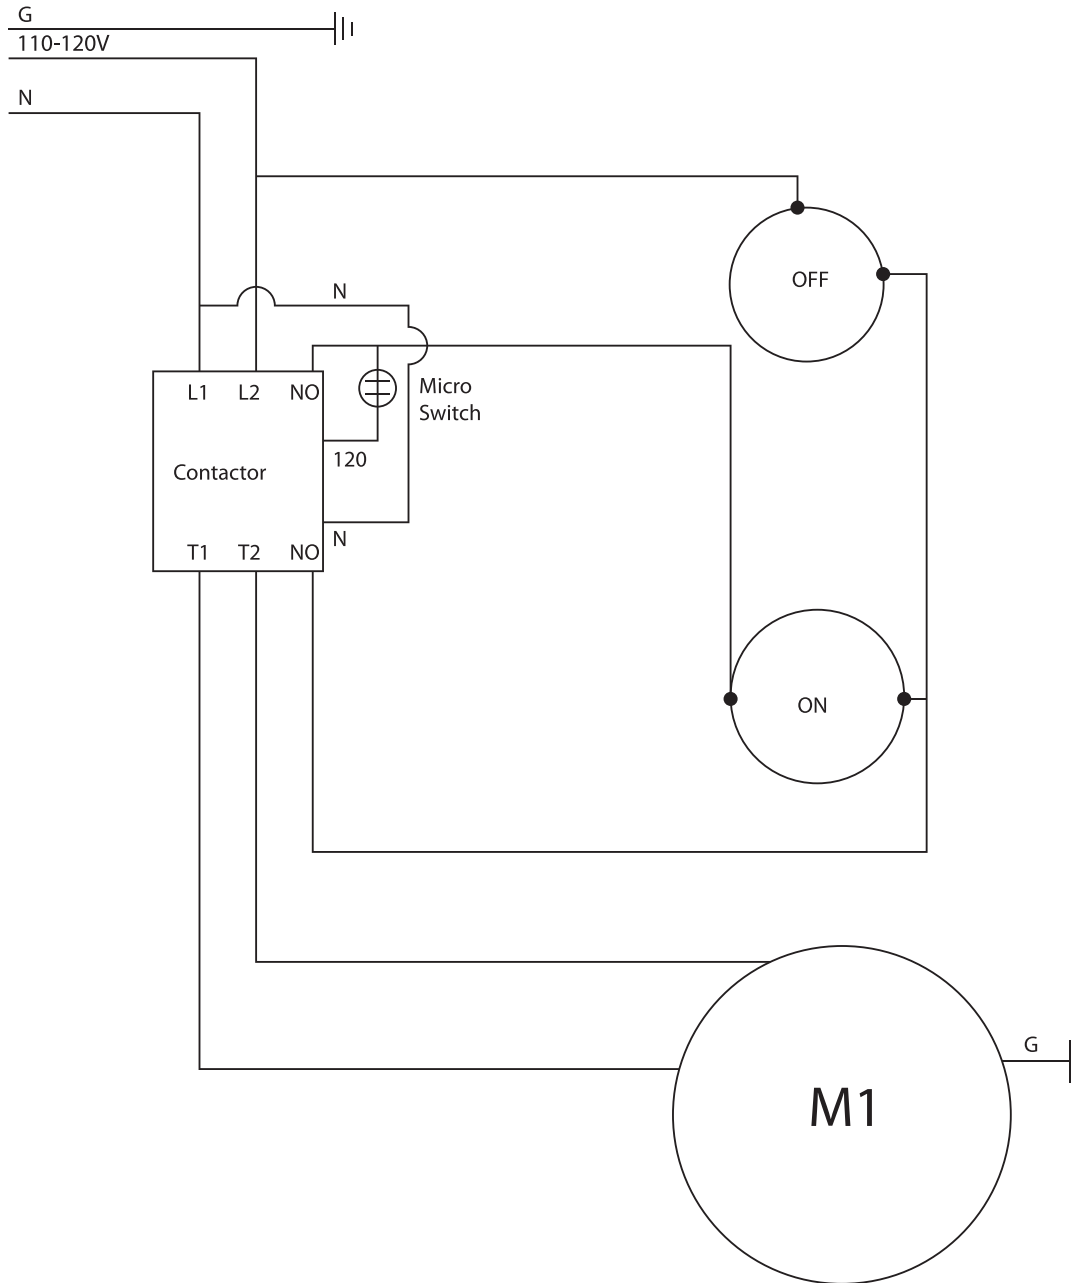 G
110-120V
N
OFF
N
L1 L2 NO
Micro
Switch
120
Contactor
N
T1 T2 NO
ON
G
M1